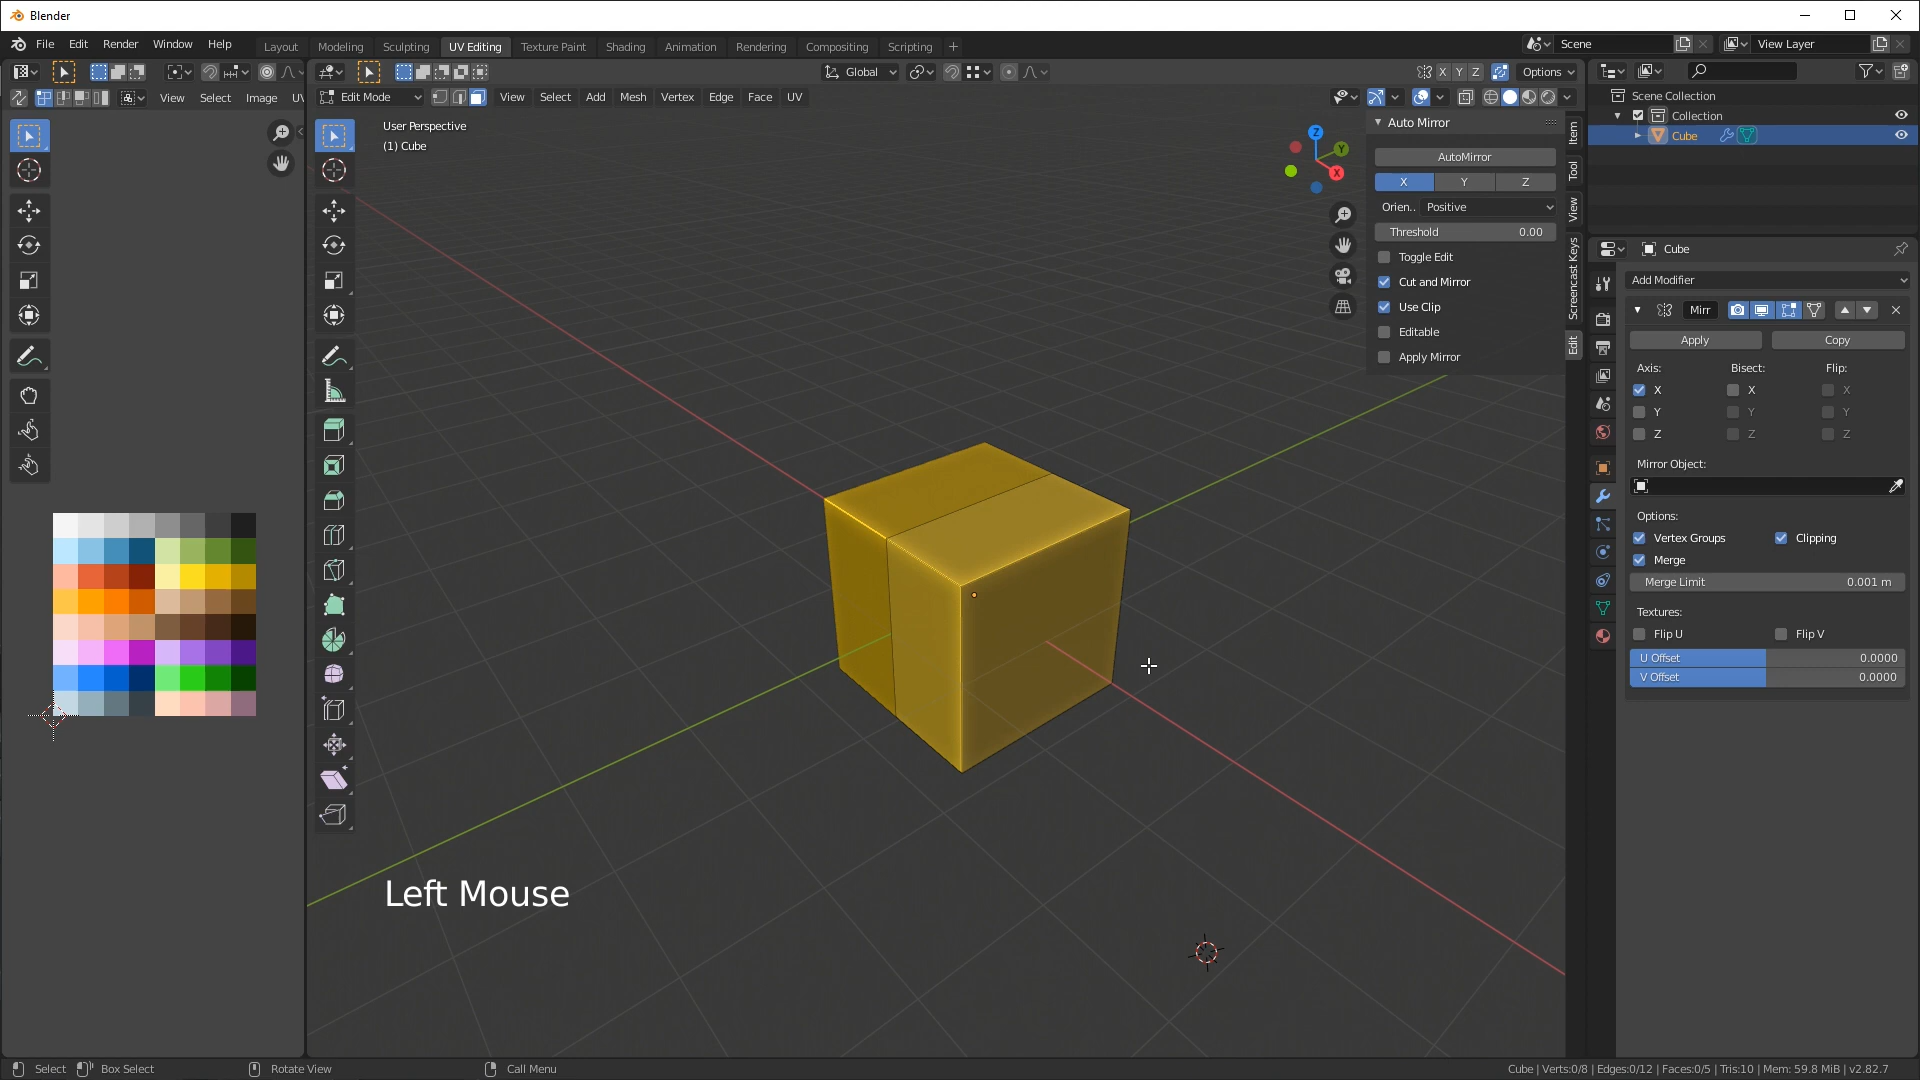 Blender
File Edit Render Window Help
Layout Modeling Sculpting UV Editing Texture Paint Shading Animation Rendering Compositing Scripting +
Scene
View Layer
Global
X Y Z
Options
View Select Image UV
Edit Mode
View Select Add Mesh Vertex Edge Face UV
User Perspective
(1) Cube
Z
Y
X
Auto Mirror
AutoMirror
X Y Z
Orien.. Positive
Threshold 0.00
Toggle Edit
Cut and Mirror
Use Clip
Editable
Apply Mirror
Item
Tool
View
Screencast Keys
Edit
Scene Collection
Collection
Cube
Cube
Add Modifier
Mirr
Apply Copy
Axis: Bisect: Flip:
X X X
Y Y Y
Z Z Z
Mirror Object:
Options:
Vertex Groups Clipping
Merge
Merge Limit 0.001 m
Textures:
Flip U Flip V
U Offset 0.0000
V Offset 0.0000
Left Mouse
Select Box Select Rotate View Call Menu
Cube | Verts:0/8 | Edges:0/12 | Faces:0/5 | Tris:10 | Mem: 59.8 MiB | v2.82.7